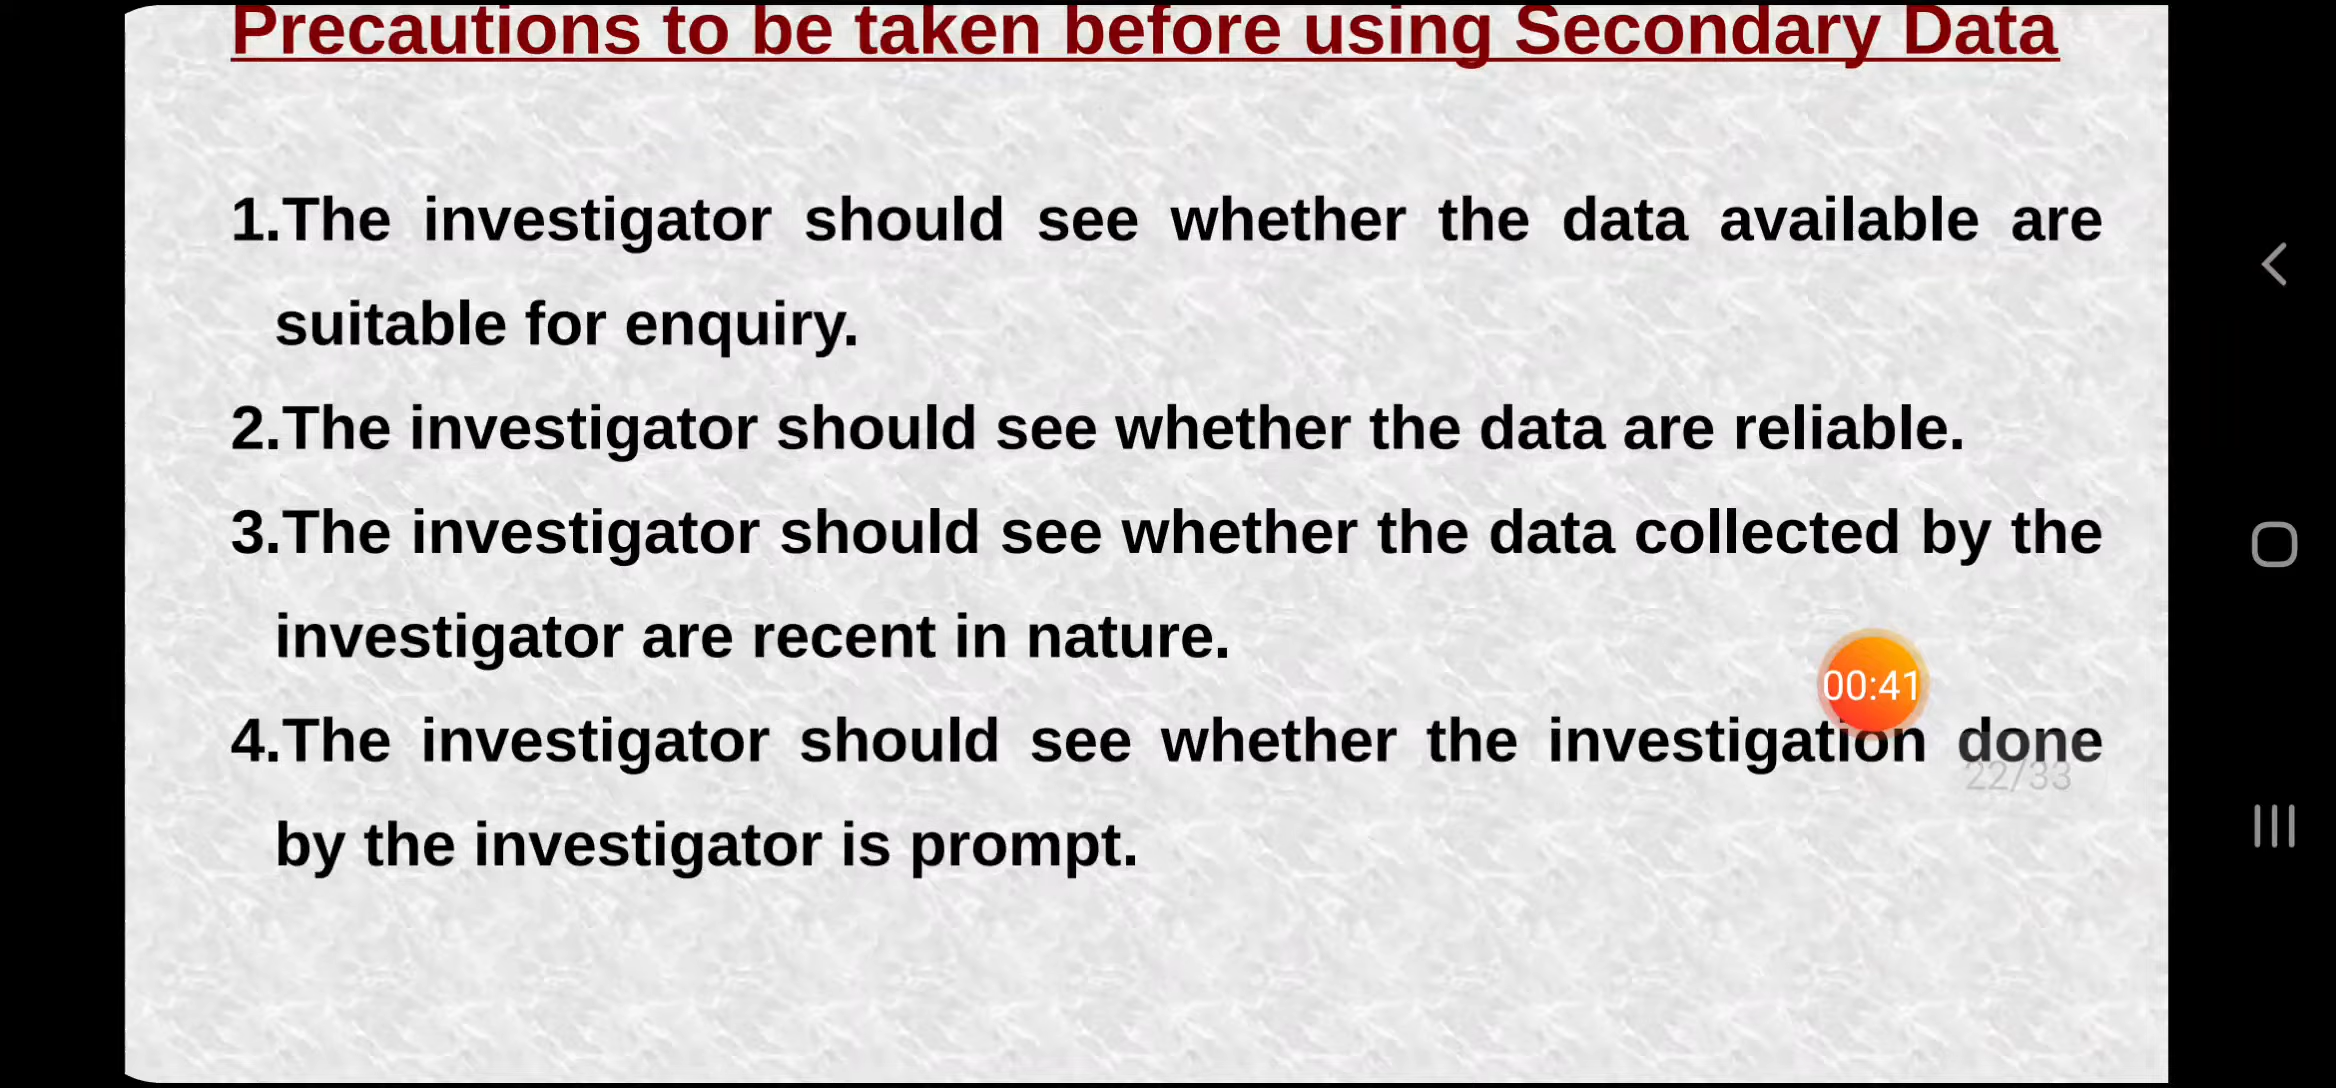 Precautions to be taken before using Secondary Data
1.The investigator should see whether the data available are
suitable for enquiry.
2.The investigator should see whether the data are reliable.
3.The investigator should see whether the data collected by the
investigator are recent in nature.
00:41
4.The investigator should see whether the investigation done
22/33
by the investigator is prompt.